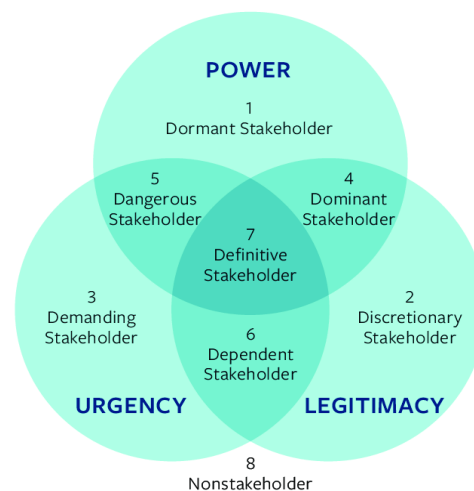 POWER
1
Dormant Stakeholder
5
Dangerous
Stakeholder
4
Dominant
Stakeholder
7
Definitive
Stakeholder
3
Demanding
Stakeholder
2
Discretionary
Stakeholder
6
Dependent
Stakeholder
URGENCY
LEGITIMACY
8
Nonstakeholder